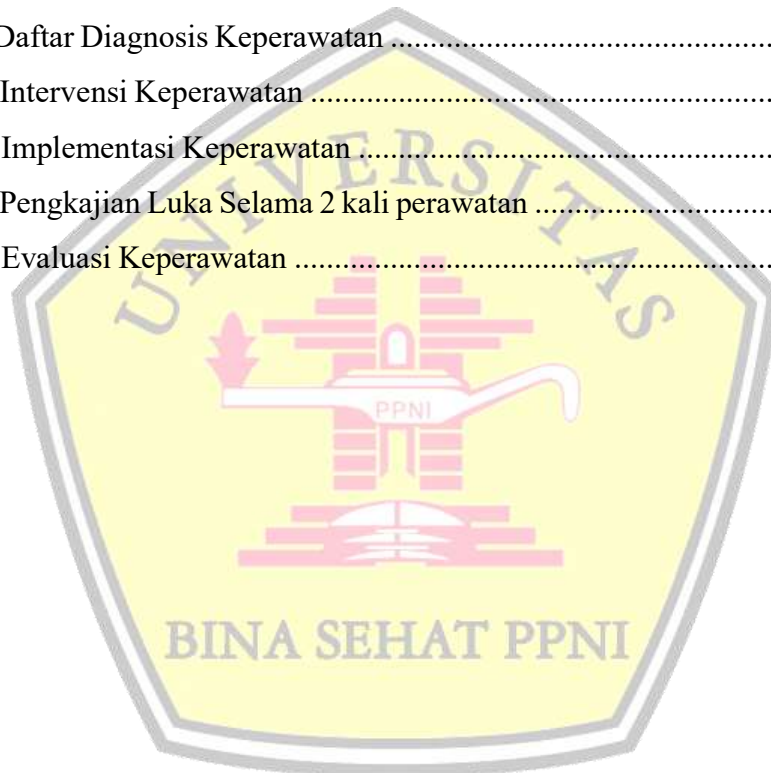 Daftar Diagnosis Keperawatan ................................................
Intervensi Keperawatan .........................................................
Implementasi Keperawatan ...................................................
Pengkajian Luka Selama 2 kali perawatan ..............................
Evaluasi Keperawatan ...........................................................
UNIVERSITAS
PPNI
BINA SEHAT PPNI